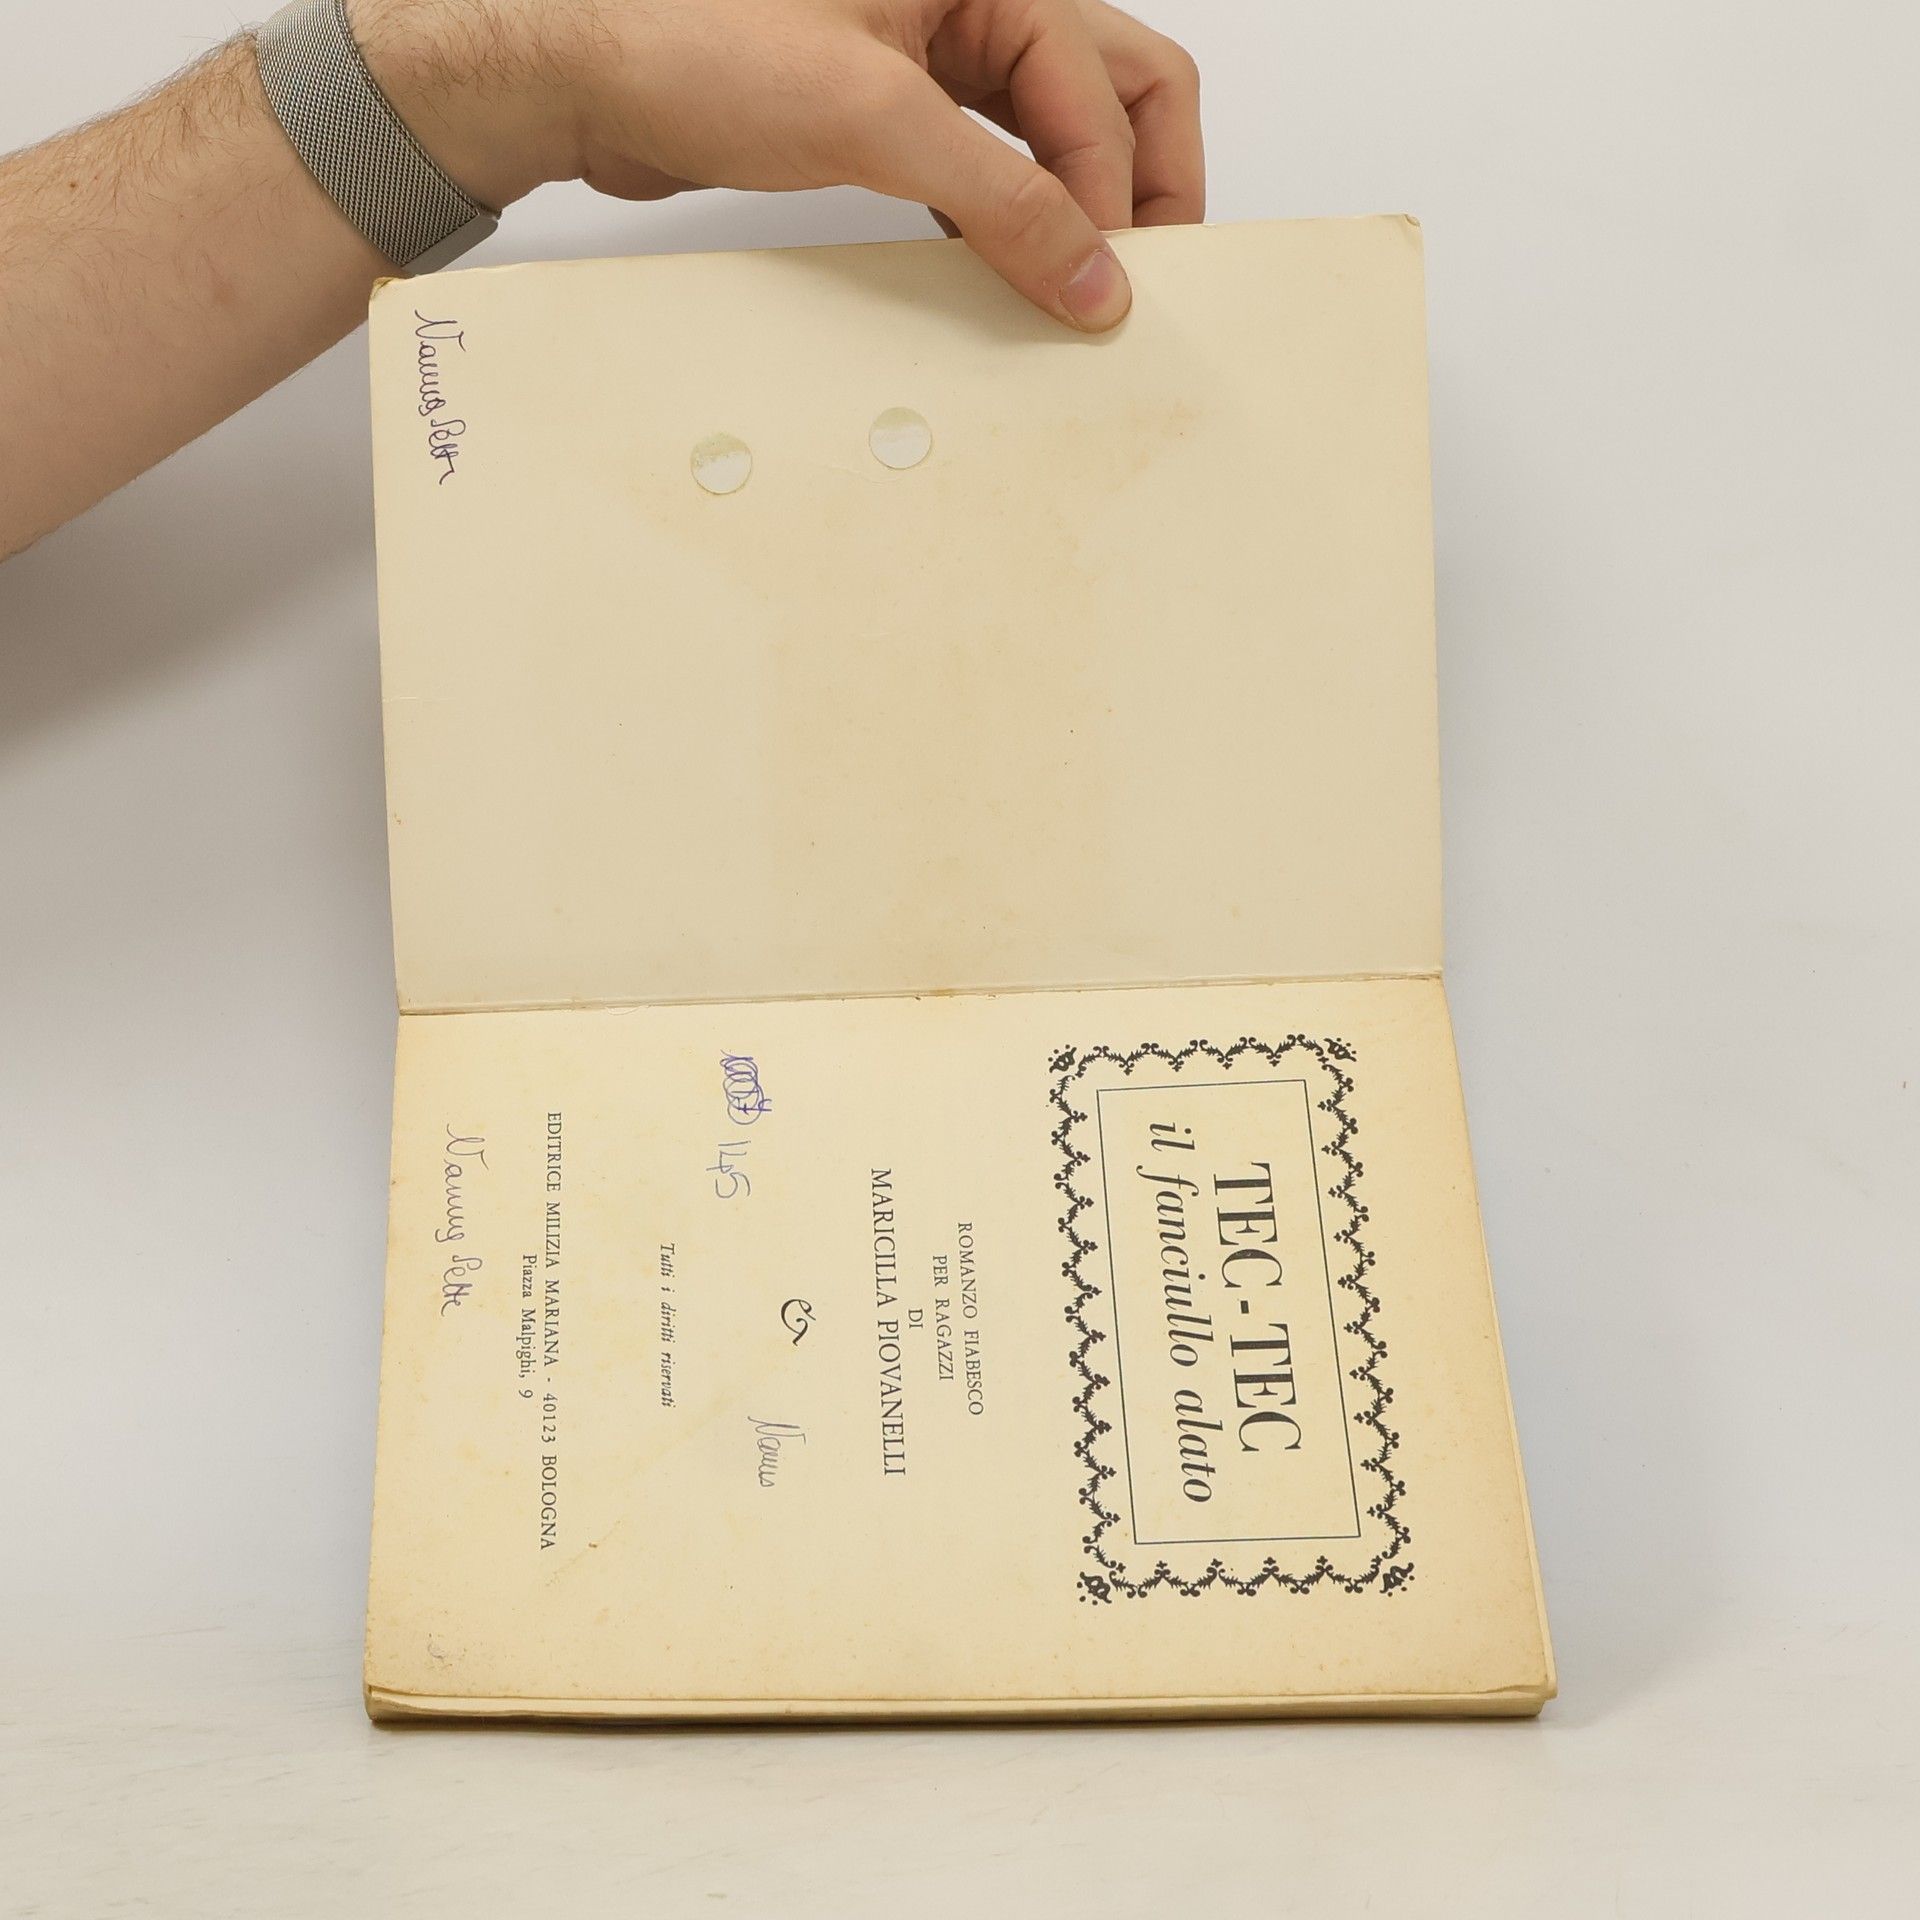 TEC-TEC
il fanciullo alato
ROMANZO FIABESCO
PER RAGAZZI
DI
MARICILLA PIOVANELLI
145
Tutti i diritti riservati
EDITRICE MILIZIA MARIANA - 40123 BOLOGNA
Piazza Malpighi, 9